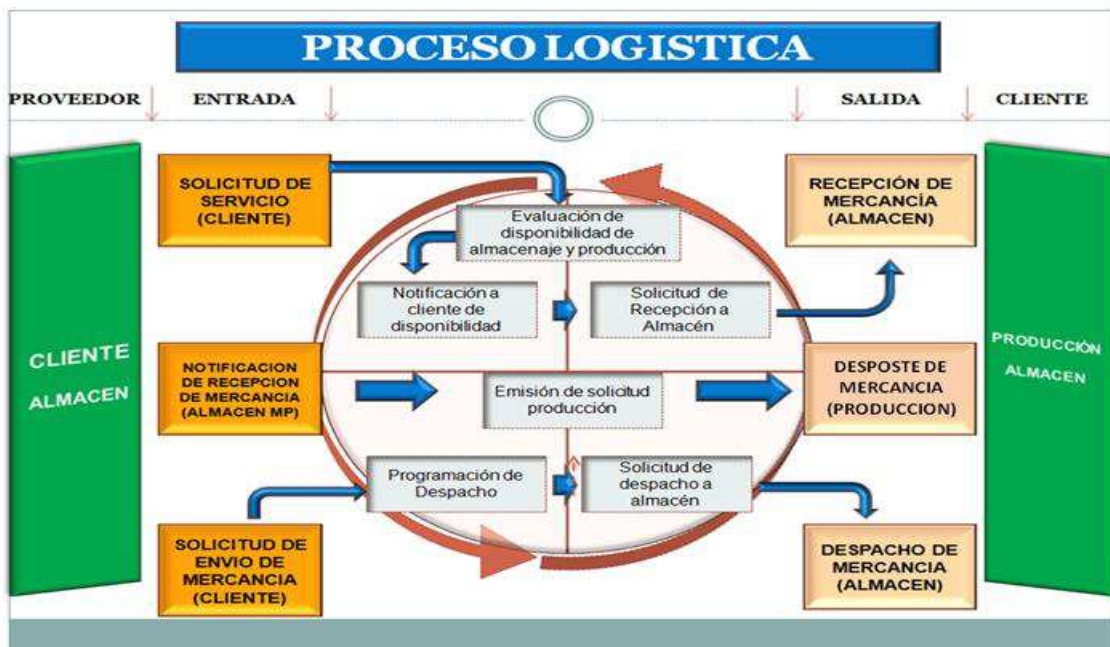 PROCESO LOGISTICA
PROVEEDOR
ENTRADA
SALIDA
CLIENTE
CLIENTE
ALMACEN
SOLICITUD DE
SERVICIO
(CLIENTE)
NOTIFICACION
DE RECEPCION
DE MERCANCIA
(ALMACEN MP)
SOLICITUD DE
ENVIO DE
MERCANCIA
(CLIENTE)
Evaluación de
disponibilidad de
almacenaje y producción
Notificación a
cliente de
disponibilidad
Solicitud de
Recepción a
Almacén
Emisión de solicitud
producción
Programación de
Despacho
Solicitud de
despacho a
almacén
RECEPCIÓN DE
MERCANCÍA
(ALMACEN)
DESPOSTE DE
MERCANCIA
(PRODUCCION)
DESPACHO DE
MERCANCIA
(ALMACEN)
PRODUCCIÓN
ALMACEN